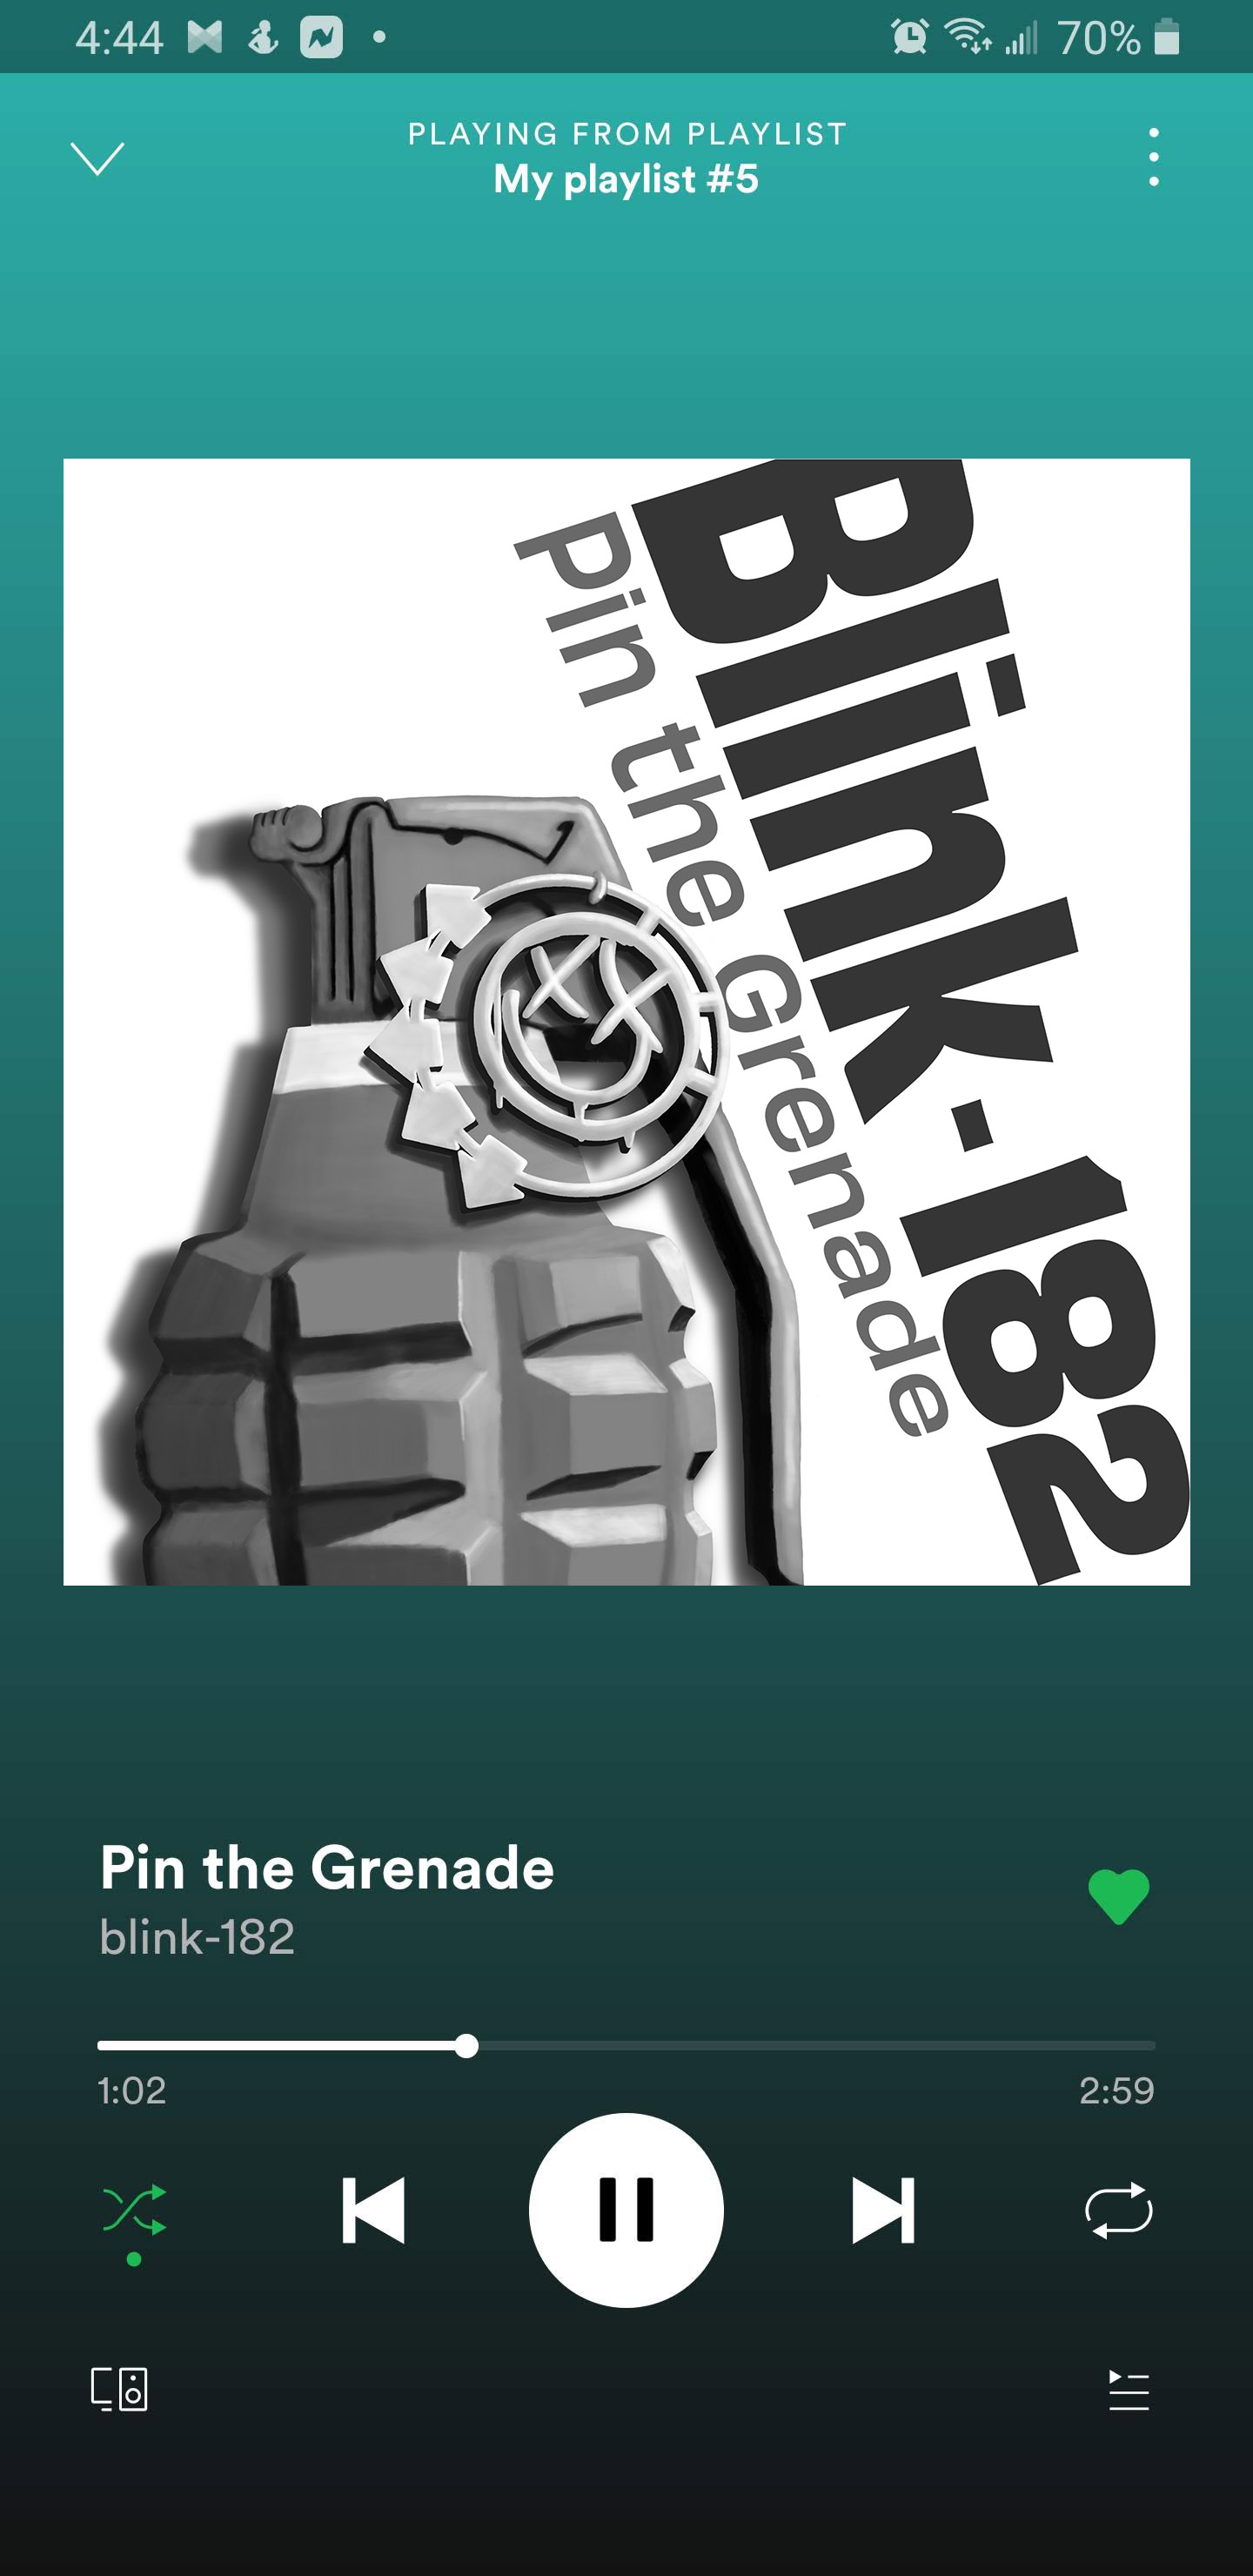 4:44
70%
PLAYING FROM PLAYLIST
My playlist #5
Blink-182
Pin the Grenade
Pin the Grenade
blink-182
1:02
2:59